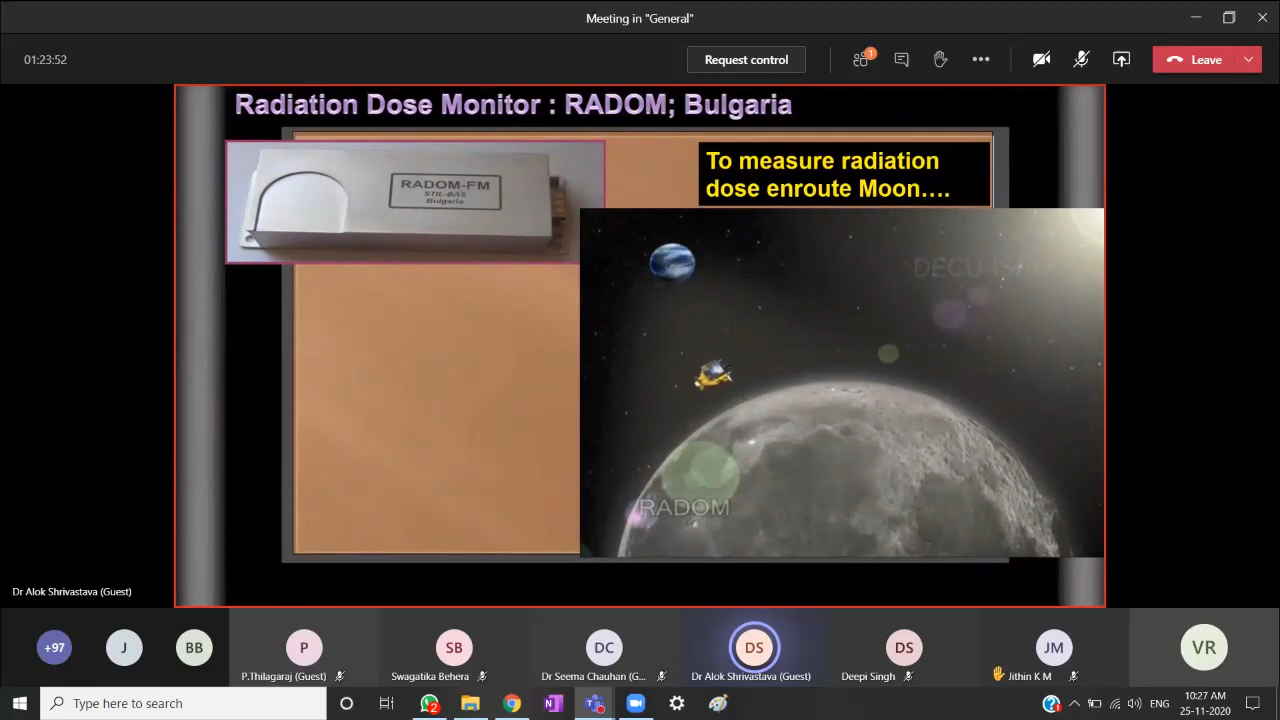 Meeting in "General"
01:23:52
Request control
1
Leave
Radiation Dose Monitor : RADOM; Bulgaria
RADOM-FM
STIL-BAS
Bulgaria
To measure radiation
dose enroute Moon....
DECU
RADOM
Dr Alok Shrivastava (Guest)
+97
J
BB
P
P.Thilagaraj (Guest)
SB
Swagatika Behera
DC
Dr Seema Chauhan (G...
DS
Dr Alok Shrivastava (Guest)
DS
Deepi Singh
JM
Jithin K M
VR
Type here to search
2
ENG
10:27 AM
25-11-2020